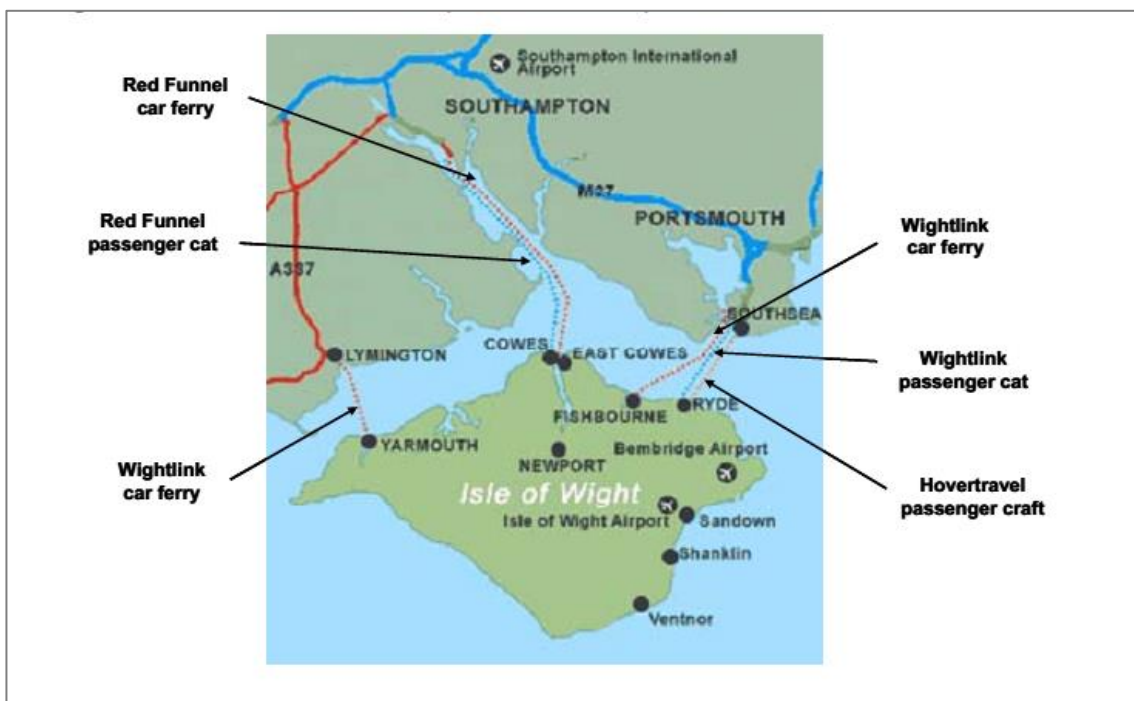 Southampton International
Airport
Red Funnel
car ferry
SOUTHAMPTON
M27
Red Funnel
passenger cat
PORTSMOUTH
Wightlink
car ferry
A337
SOUTHSEA
COWES
EAST COWES
LYMINGTON
Wightlink
passenger cat
FISHBOURNE
RYDE
YARMOUTH
NEWPORT
Bembridge Airport
Wightlink
car ferry
Isle of Wight
Hovertravel
passenger craft
Isle of Wight Airport
Sandown
Shanklin
Ventnor